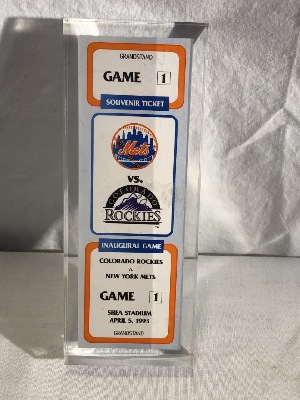 GRANDSTAND
GAME 1
SOUVENIR TICKET
Mets
vs.
COLORADO
ROCKIES
TM
INAUGURAL GAME
COLORADO ROCKIES
NEW YORK METS
GAME 1
SHEA STADIUM
APRIL 5, 1993
GRANDSTAND